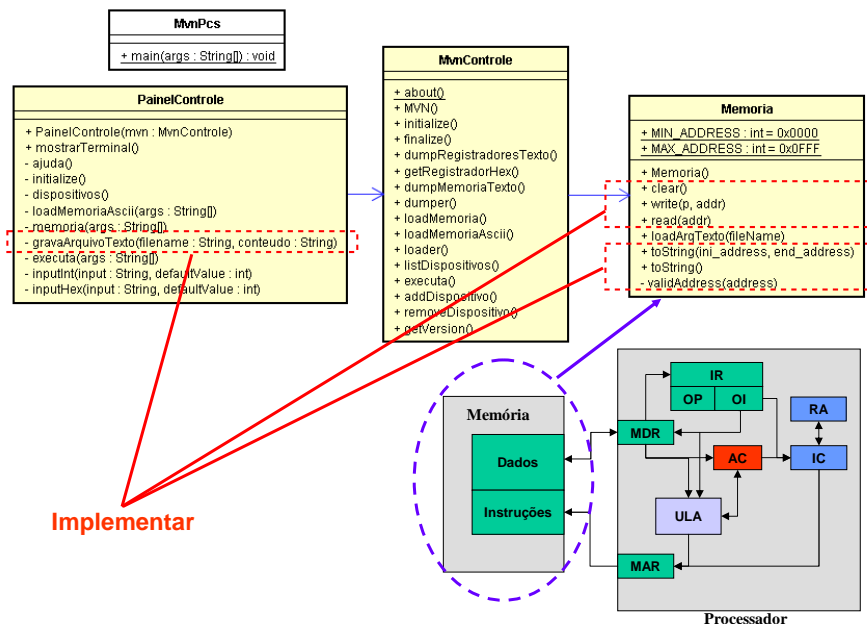 MvnPcs
+ main(args : String[]) : void
PainelControle
+ PainelControle(mvn : MvnControle)
+ mostrarTerminal()
- ajuda()
- initialize()
- dispositivos()
- loadMemoriaAscii(args : String[])
- memoria(args : String[])
- gravaArquivoTexto(filename : String, conteudo : String)
- executa(args : String[])
- inputInt(input : String, defaultValue : int)
- inputHex(input : String, defaultValue : int)
MvnControle
+ about()
+ MVN()
+ initialize()
+ finalize()
+ dumpRegistradoresTexto()
+ getRegistradorHex()
+ dumpMemoriaTexto()
+ dumper()
+ loadMemoria()
+ loadMemoriaAscii()
+ loader()
+ listDispositivos()
+ executa()
+ addDispositivo()
+ removeDispositivo()
+ getVersion()
Memoria
+ MIN_ADDRESS : int = 0x0000
+ MAX_ADDRESS : int = 0x0FFF
+ Memoria()
+ clear()
+ write(p, addr)
+ read(addr)
+ loadArqTexto(fileName)
+ toString(ini_address, end_address)
+ toString()
- validAddress(address)
Implementar
Memória
Dados
Instruções
IR
OP
OI
RA
MDR
AC
IC
ULA
MAR
Processador